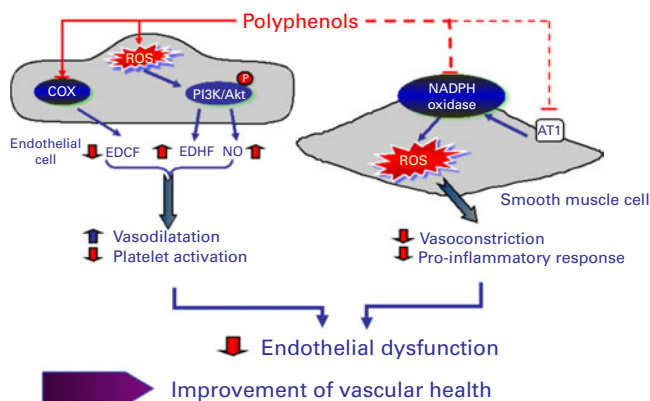 Polyphenols
ROS
COX
PI3K/Akt
P
NADPH
oxidase
AT1
Endothelial
cell
EDCF
EDHF
NO
ROS
Smooth muscle cell
Vasodilatation
Platelet activation
Vasoconstriction
Pro-inflammatory response
Endothelial dysfunction
Improvement of vascular health